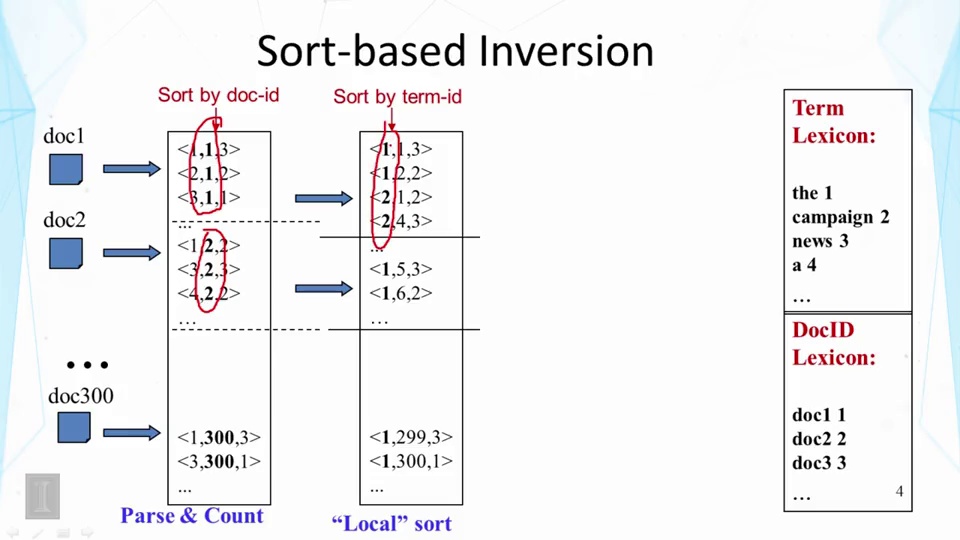 Sort-based Inversion
Sort by doc-id
Sort by term-id
doc1
<1,1,3>
<2,1,2>
<3,1,1>
...
doc2
<1,2,2>
<3,2,3>
<4,2,2>
…
...
doc300
<1,300,3>
<3,300,1>
...
Parse & Count
<1,1,3>
<1,2,2>
<2,1,2>
<2,4,3>
...
<1,5,3>
<1,6,2>
…
<1,299,3>
<1,300,1>
...
“Local” sort
Term
Lexicon:
the 1
campaign 2
news 3
a 4
…
DocID
Lexicon:
doc1 1
doc2 2
doc3 3
…
4
I